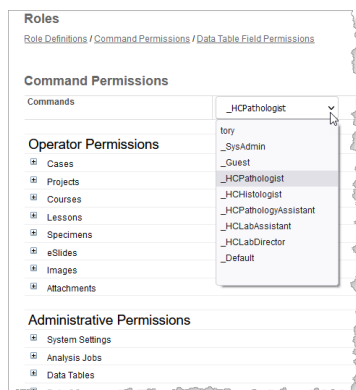 Roles
Role Definitions / Command Permissions / Data Table Field Permissions
Command Permissions
Commands
_HCPathologist
tory
_SysAdmin
_Guest
_HCPathologist
_HCHistologist
_HCPathologyAssistant
_HCLabAssistant
_HCLabDirector
_Default
Operator Permissions
Cases
Projects
Courses
Lessons
Specimens
eSlides
Images
Attachments
Administrative Permissions
System Settings
Analysis Jobs
Data Tables